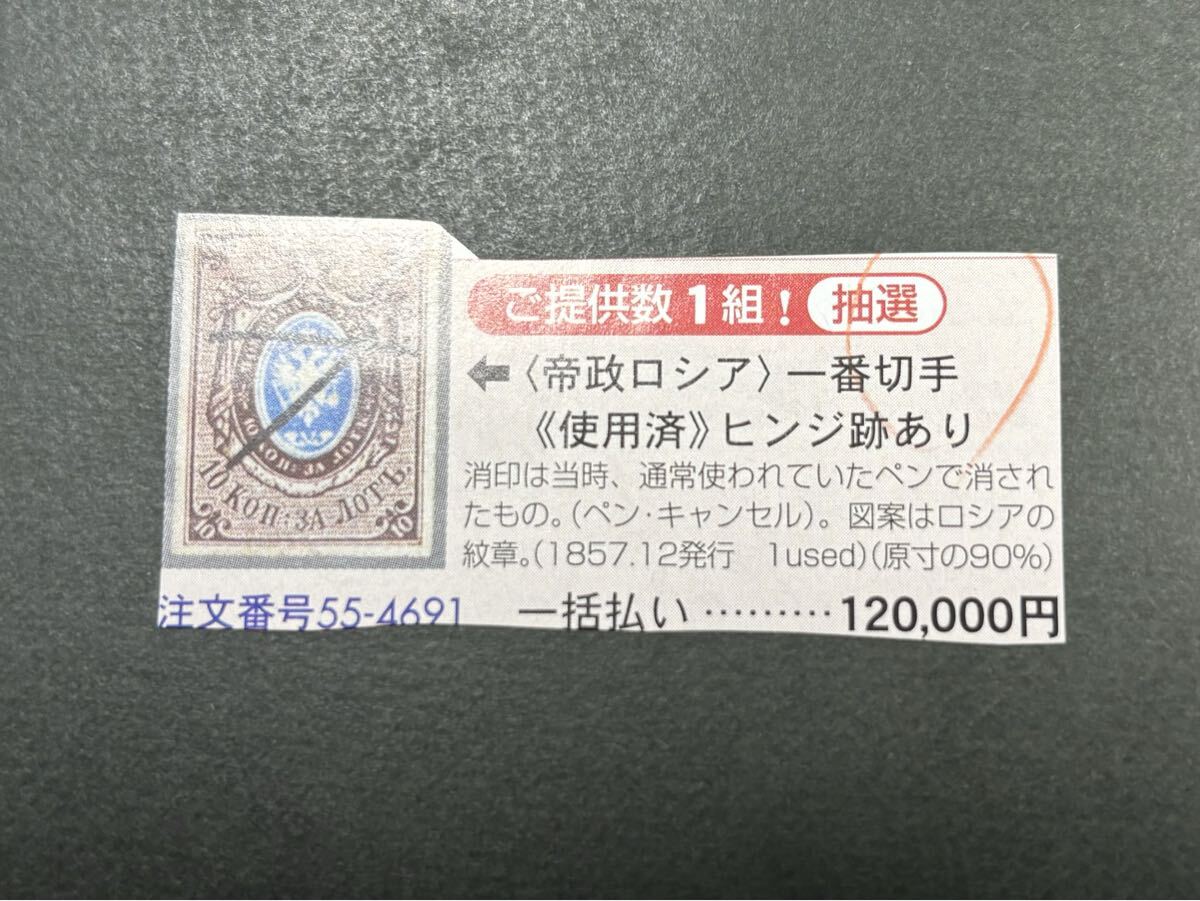 ご提供数1組! 抽選
←〈帝政ロシア〉一番切手
《使用済》ヒンジ跡あり
消印は当時、通常使われていたペンで消され
たもの。(ペン・キャンセル)。図案はロシアの
紋章。(1857.12発行 1used)(原寸の90%)
注文番号55-4691 一括払い ……… 120,000円
10 КОП: ЗА ЛОТЪ.
10 10